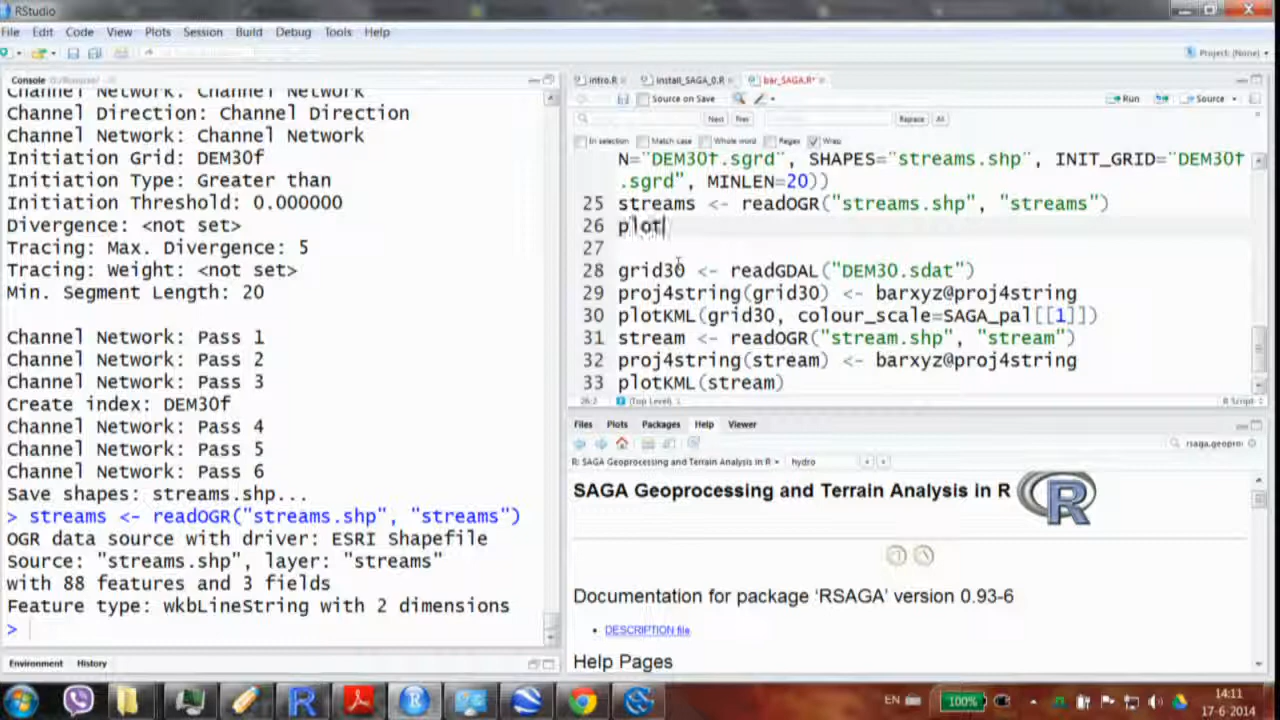 RStudio
File Edit Code View Plots Session Build Debug Tools Help
Project: (None)
Console
Channel Network: Channel Network
Channel Direction: Channel Direction
Channel Network: Channel Network
Initiation Grid: DEM30f
Initiation Type: Greater than
Initiation Threshold: 0.000000
Divergence: <not set>
Tracing: Max. Divergence: 5
Tracing: Weight: <not set>
Min. Segment Length: 20
Channel Network: Pass 1
Channel Network: Pass 2
Channel Network: Pass 3
Create index: DEM30f
Channel Network: Pass 4
Channel Network: Pass 5
Channel Network: Pass 6
Save shapes: streams.shp...
> streams <- readOGR("streams.shp", "streams")
OGR data source with driver: ESRI Shapefile
Source: "streams.shp", layer: "streams"
with 88 features and 3 fields
Feature type: wkbLineString with 2 dimensions
>
Environment History
intro.R install_SAGA_0.R bar_SAGA.R*
Source on Save Run Source
Next Prev Replace All
In selection Match case Whole word Regex Wrap
N="DEM30f.sgrd", SHAPES="streams.shp", INIT_GRID="DEM30f
.sgrd", MINLEN=20))
25 streams <- readOGR("streams.shp", "streams")
26 plot
27
28 grid30 <- readGDAL("DEM30.sdat")
29 proj4string(grid30) <- barxyz@proj4string
30 plotKML(grid30, colour_scale=SAGA_pal[[1]])
31 stream <- readOGR("stream.shp", "stream")
32 proj4string(stream) <- barxyz@proj4string
33 plotKML(stream)
26:2 (Top Level) R Script
Files Plots Packages Help Viewer
rsaga.geopro
R: SAGA Geoprocessing and Terrain Analysis in R hydro
SAGA Geoprocessing and Terrain Analysis in R
Documentation for package ‘RSAGA’ version 0.93-6
DESCRIPTION file
Help Pages
EN 100% 14:11
17-6-2014